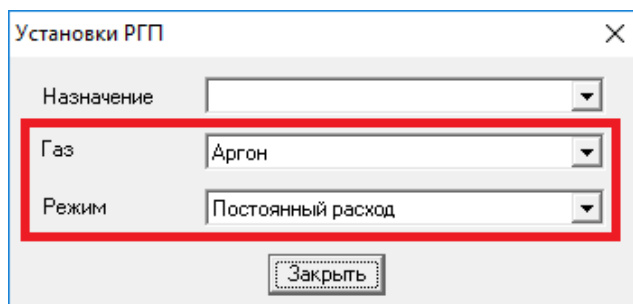 Установки РГП
Назначение
Газ Аргон
Режим Постоянный расход
Закрыть